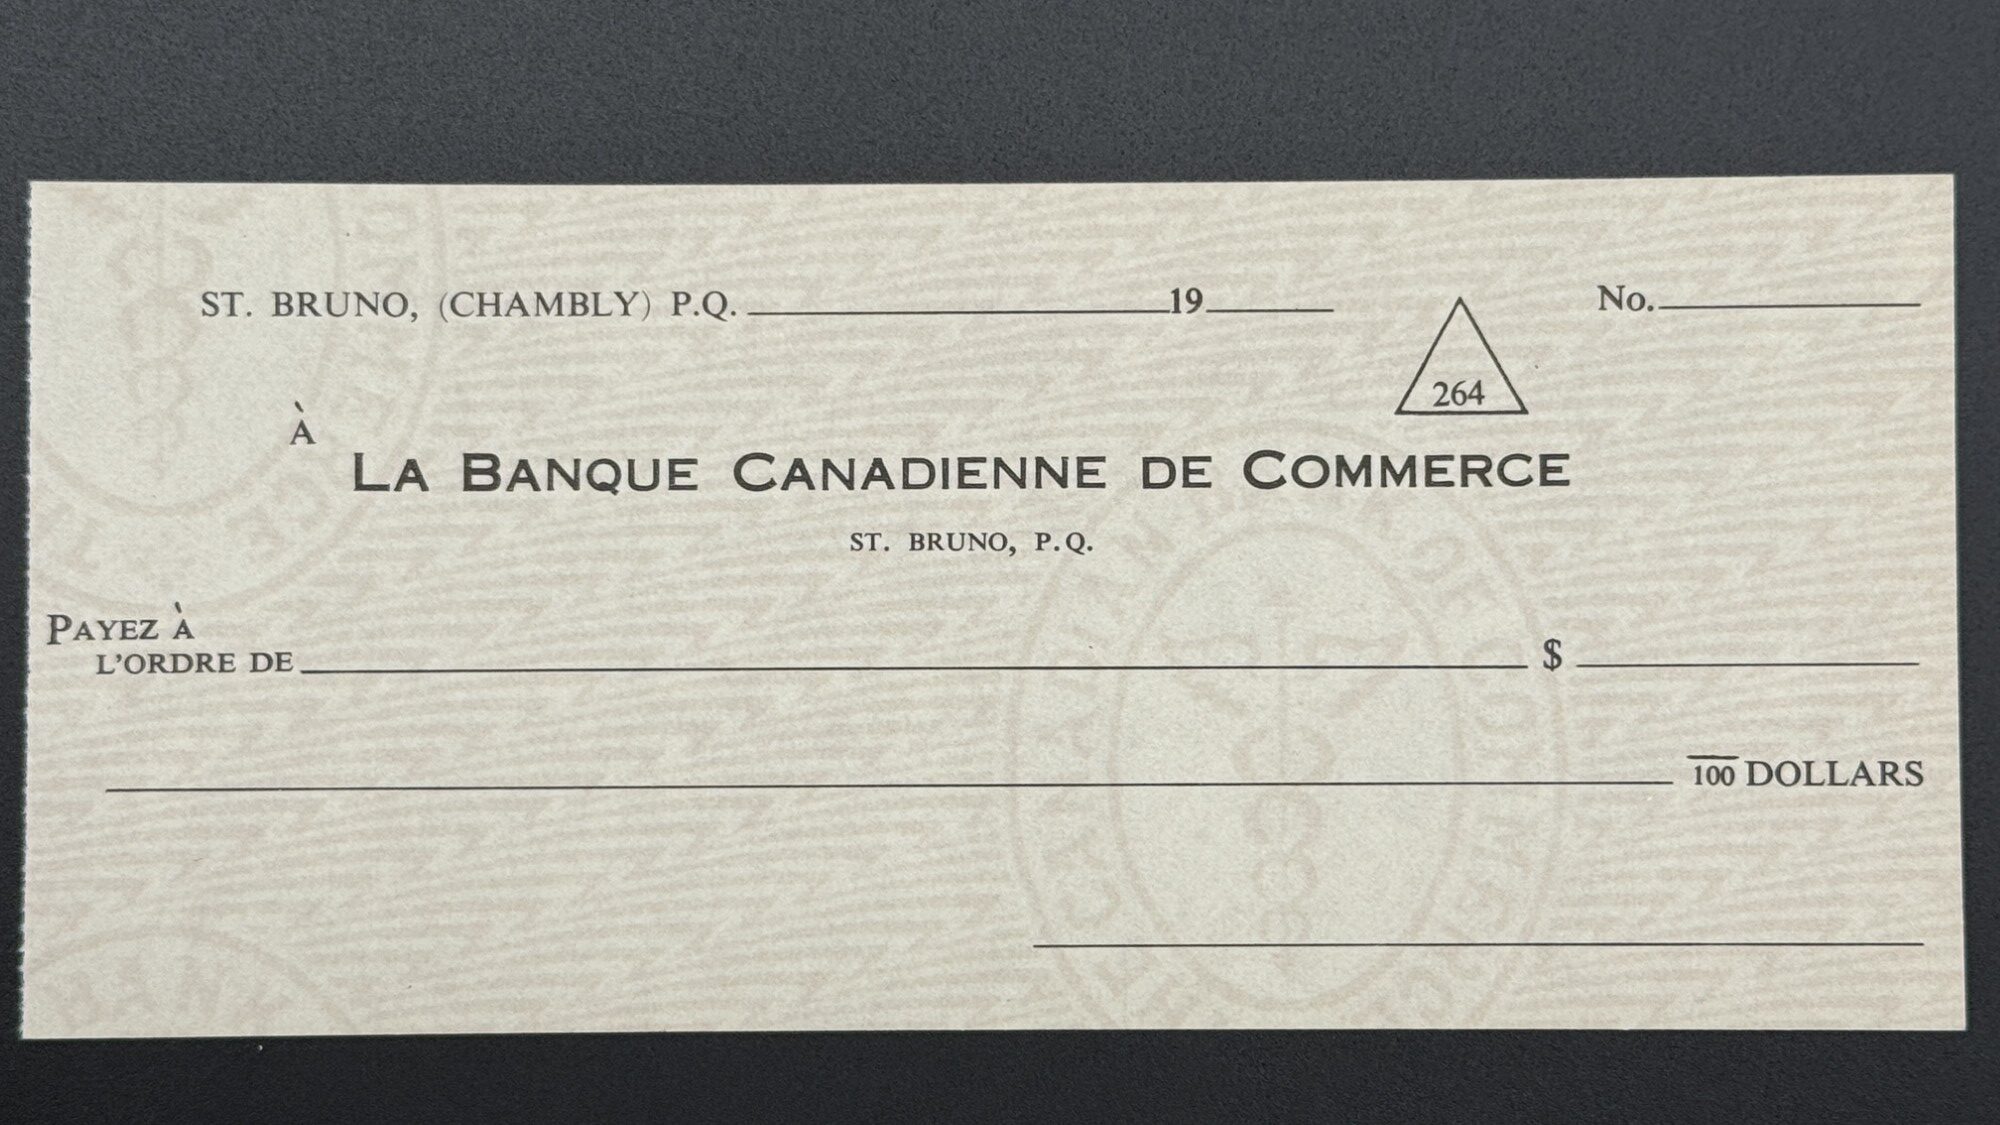 ST. BRUNO, (CHAMBLY) P.Q. 19 No.
264
À
LA BANQUE CANADIENNE DE COMMERCE
ST. BRUNO, P.Q.
PAYEZ À
L'ORDRE DE $
100 DOLLARS